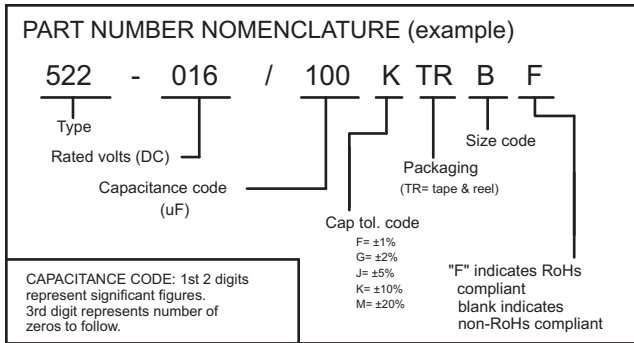 PART NUMBER NOMENCLATURE (example)
522 - 016 / 100 K TR B F
Type
Size code
Rated volts (DC)
Packaging
(TR= tape & reel)
Capacitance code
(uF)
Cap tol. code
F= ±1%
G= ±2%
J= ±5%
K= ±10%
M= ±20%
"F" indicates RoHs
compliant
blank indicates
non-RoHs compliant
CAPACITANCE CODE: 1st 2 digits
represent significant figures.
3rd digit represents number of
zeros to follow.